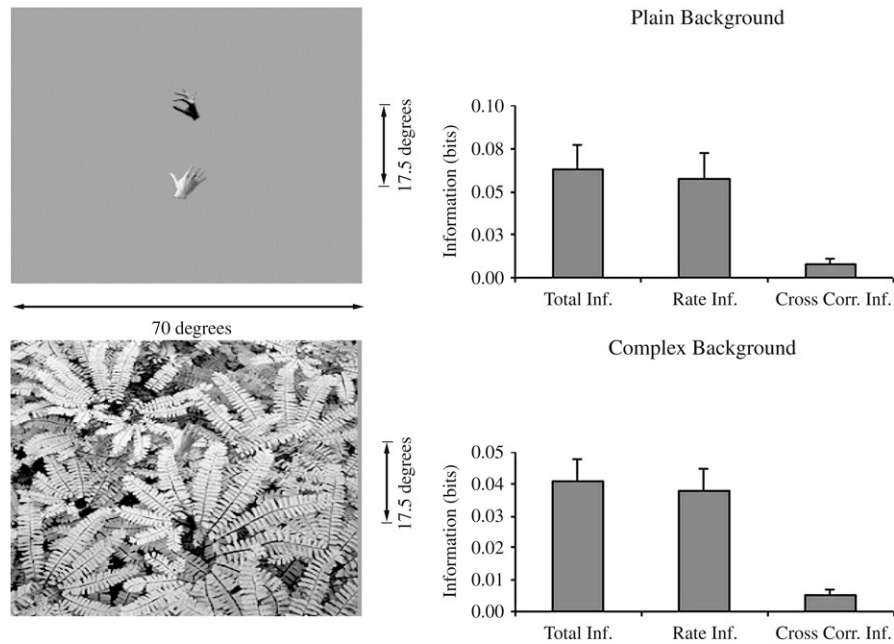 Plain Background
17.5 degrees
70 degrees
Information (bits)
0.10
0.08
0.05
0.03
0.00
Total Inf.
Rate Inf.
Cross Corr. Inf.
Complex Background
17.5 degrees
Information (bits)
0.05
0.04
0.03
0.02
0.01
0.00
Total Inf.
Rate Inf.
Cross Corr. Inf.